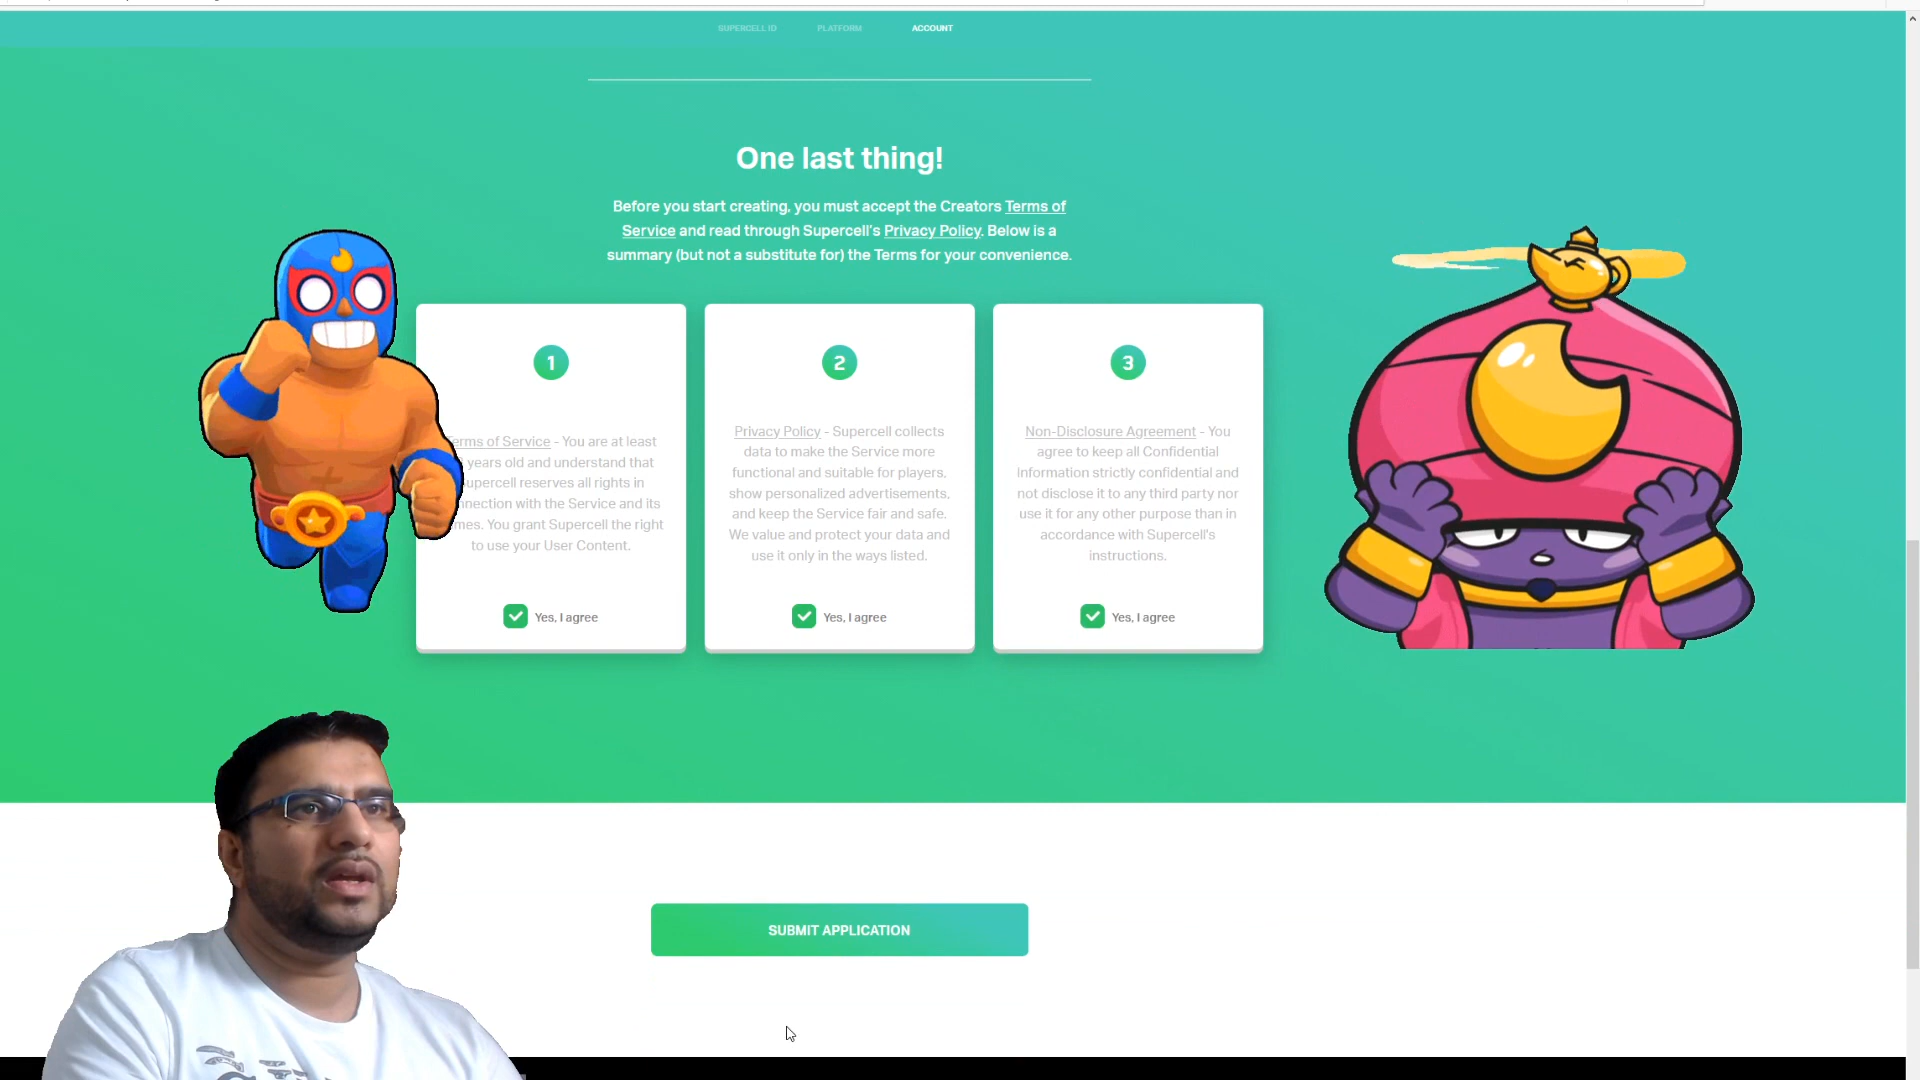 SUPERCELL ID PLATFORM ACCOUNT
One last thing!
Before you start creating, you must accept the Creators Terms of
Service and read through Supercell's Privacy Policy. Below is a
summary (but not a substitute for) the Terms for your convenience.
1
Terms of Service - You are at least
years old and understand that
upercell reserves all rights in
nnection with the Service and its
mes. You grant Supercell the right
to use your User Content.
Yes, I agree
2
Privacy Policy - Supercell collects
data to make the Service more
functional and suitable for players,
show personalized advertisements,
and keep the Service fair and safe.
We value and protect your data and
use it only in the ways listed.
Yes, I agree
3
Non-Disclosure Agreement - You
agree to keep all Confidential
Information strictly confidential and
not disclose it to any third party nor
use it for any other purpose than in
accordance with Supercell's
instructions.
Yes, I agree
SUBMIT APPLICATION